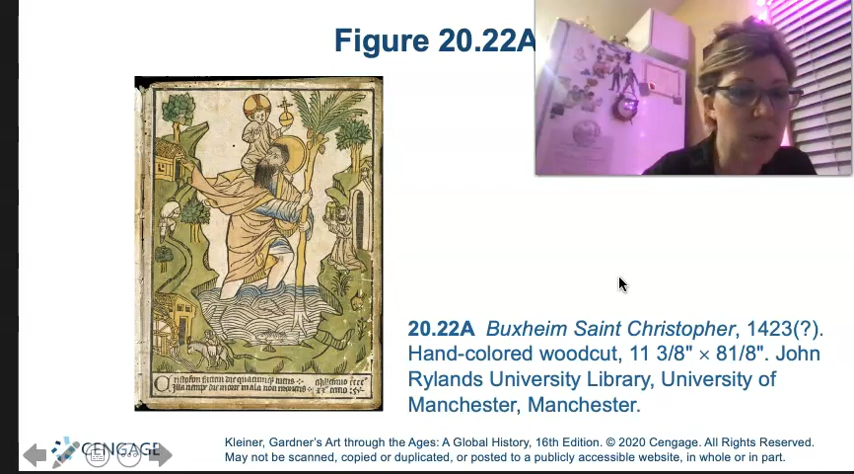 Figure 20.22A
20.22A Buxheim Saint Christopher, 1423(?).
Hand-colored woodcut, 11 3/8" × 81/8". John
Rylands University Library, University of
Manchester, Manchester.
CENGAGE
Kleiner, Gardner's Art through the Ages: A Global History, 16th Edition. © 2020 Cengage. All Rights Reserved.
May not be scanned, copied or duplicated, or posted to a publicly accessible website, in whole or in part.